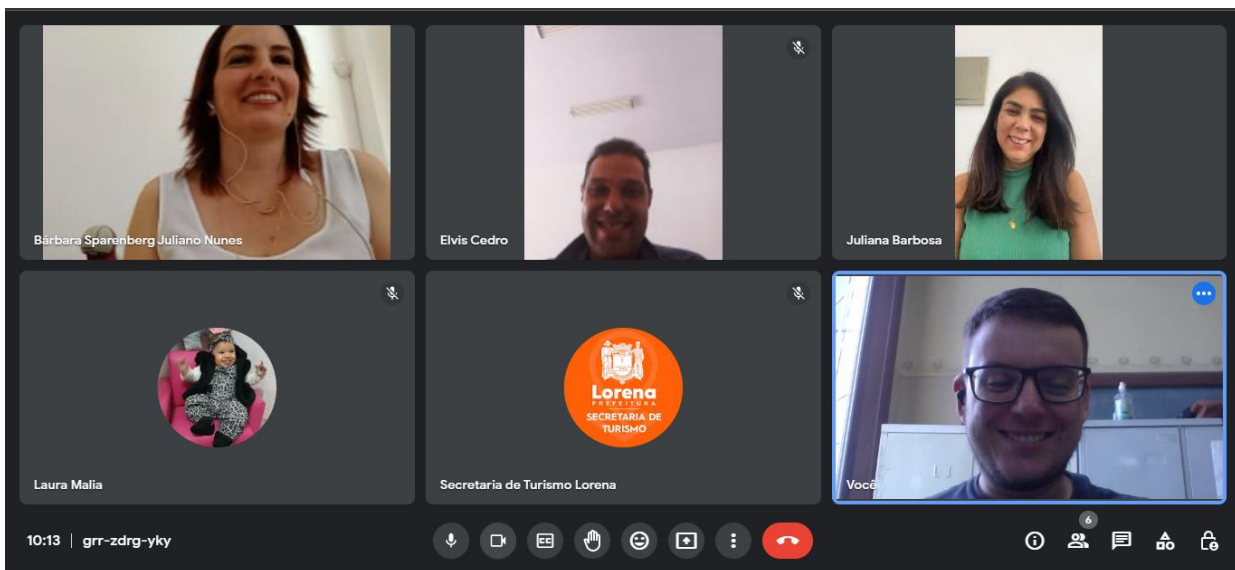 Bárbara Sparenberg Juliano Nunes
Elvis Cedro
Juliana Barbosa
Laura Malia
Lorena
PREFEITURA
SECRETARIA DE
TURISMO
Secretaria de Turismo Lorena
Você
10:13 | grr-zdrg-yky
CC
6